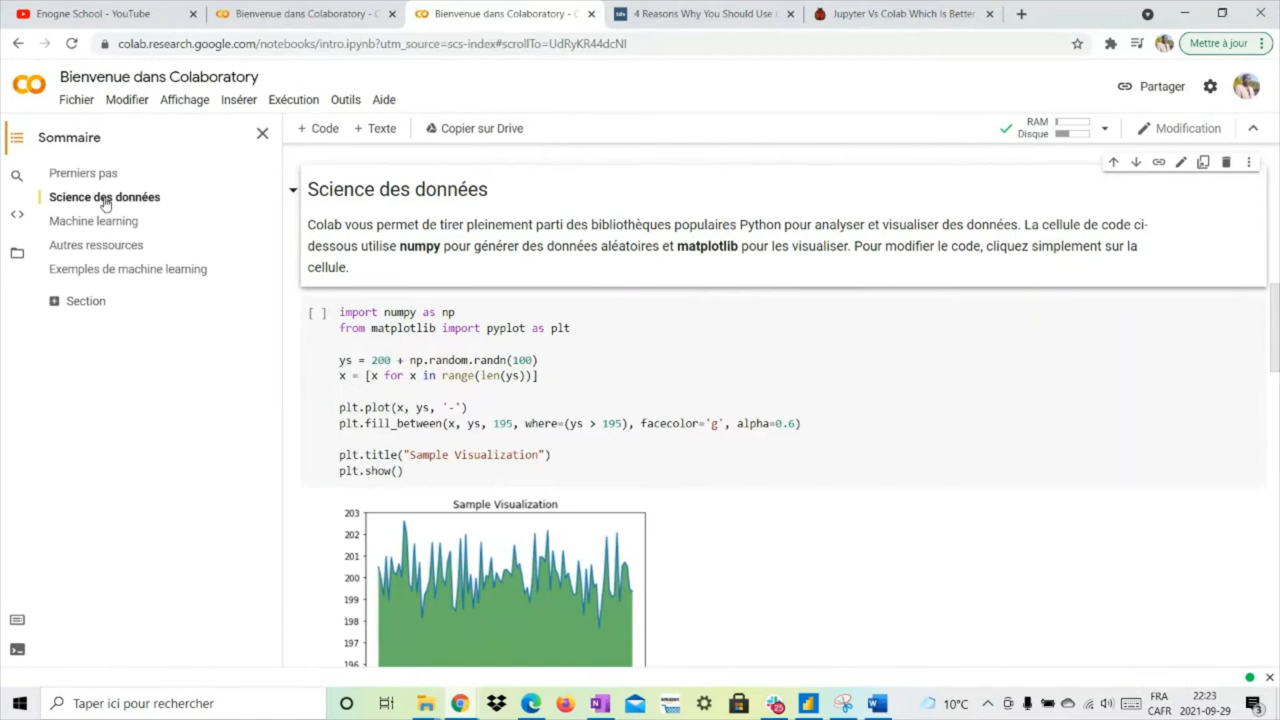 Enogne School - YouTube
Bienvenue dans Colaboratory - C
Bienvenue dans Colaboratory - C
4 Reasons Why You Should Use
Jupyter Vs Colab Which Is Better
colab.research.google.com/notebooks/intro.ipynb?utm_source=scs-index#scrollTo=UdRyKR44dcNI
Mettre à jour
Bienvenue dans Colaboratory
Fichier Modifier Affichage Insérer Exécution Outils Aide
Partager
Sommaire
Premiers pas
Science des données
Machine learning
Autres ressources
Exemples de machine learning
Section
+ Code + Texte Copier sur Drive
RAM
Disque
Modification
Science des données
Colab vous permet de tirer pleinement parti des bibliothèques populaires Python pour analyser et visualiser des données. La cellule de code ci-
dessous utilise numpy pour générer des données aléatoires et matplotlib pour les visualiser. Pour modifier le code, cliquez simplement sur la
cellule.
[ ] import numpy as np
from matplotlib import pyplot as plt
ys = 200 + np.random.randn(100)
x = [x for x in range(len(ys))]
plt.plot(x, ys, '-')
plt.fill_between(x, ys, 195, where=(ys > 195), facecolor='g', alpha=0.6)
plt.title("Sample Visualization")
plt.show()
Sample Visualization
203
202
201
200
199
198
197
196
Taper ici pour rechercher
10°C
FRA
CAFR
22:23
2021-09-29